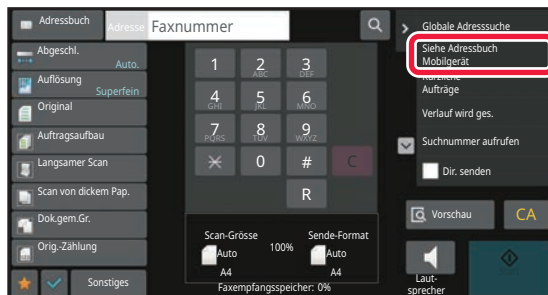 Adressbuch
Adresse
Faxnummer
Globale Adresssuche
Abgeschl.
Auto.
Siehe Adressbuch
Mobilgerät
Auflösung
Superfein
Kürzliche
Aufträge
Original
Verlauf wird ges.
Auftragsaufbau
Suchnummer aufrufen
Langsamer Scan
Dir. senden
Scan von dickem Pap.
Dok.gem.Gr.
Orig.-Zählung
Sonstiges
1
2
ABC
3
DEF
4
GHI
5
JKL
6
MNO
7
PQRS
8
TUV
9
WXYZ
0
#
C
R
Scan-Grösse
Sende-Format
Auto
100%
Auto
A4
A4
Faxempfangsspeicher: 0%
Vorschau
CA
Laut-
sprecher